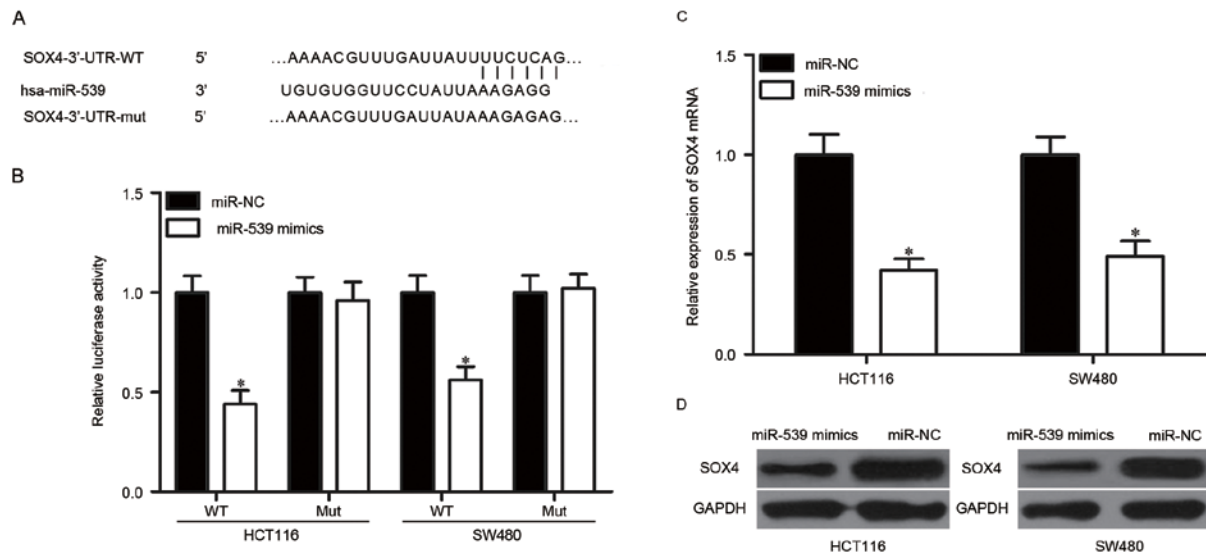 A
SOX4-3'-UTR-WT 5' ...AAAACGUUUGAUUAUUUUCUCAG...
hsa-miR-539 3' UGUGUGGUUCCUAUUAAAGAGG
SOX4-3'-UTR-mut 5' ...AAAACGUUUGAUUAUAAAGAGAG...
B
miR-NC
miR-539 mimics
Relative luciferase activity
1.5
1.0
0.5
0.0
*
*
WT Mut WT Mut
HCT116 SW480
C
miR-NC
miR-539 mimics
Relative expression of SOX4 mRNA
1.5
1.0
0.5
0.0
*
*
HCT116 SW480
D
miR-539 mimics miR-NC miR-539 mimics miR-NC
SOX4 SOX4
GAPDH GAPDH
HCT116 SW480